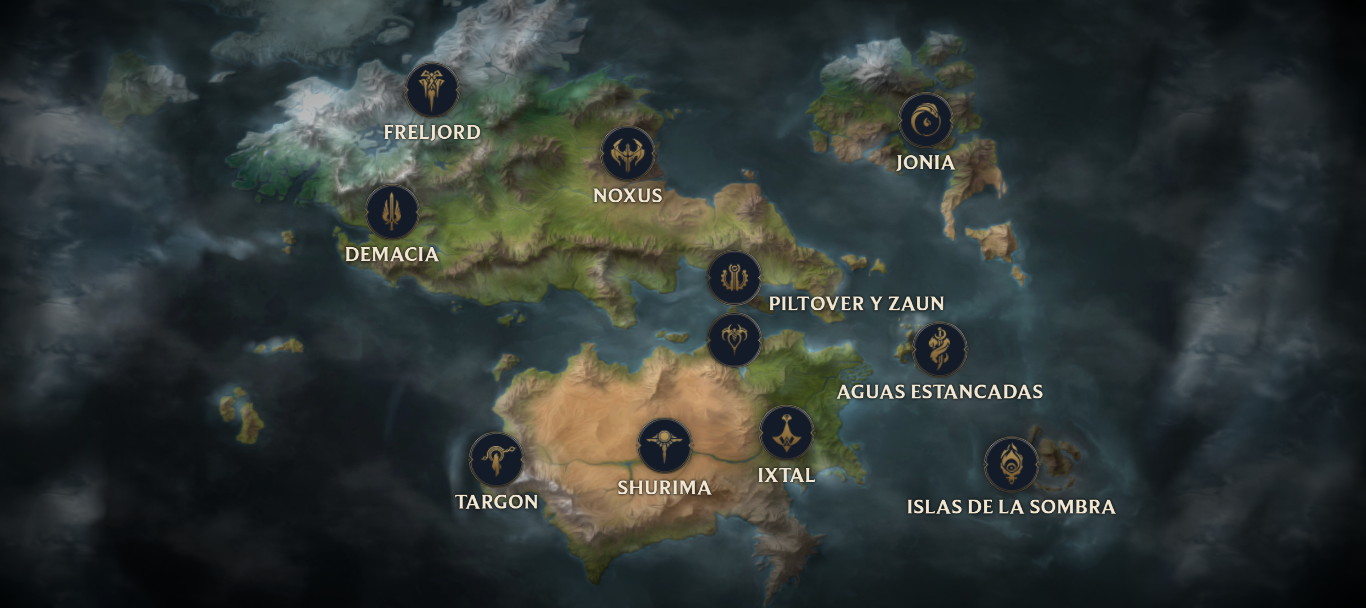 FRELJORD
JONIA
NOXUS
DEMACIA
PILTOVER Y ZAUN
AGUAS ESTANCADAS
IXTAL
SHURIMA
TARGON
ISLAS DE LA SOMBRA